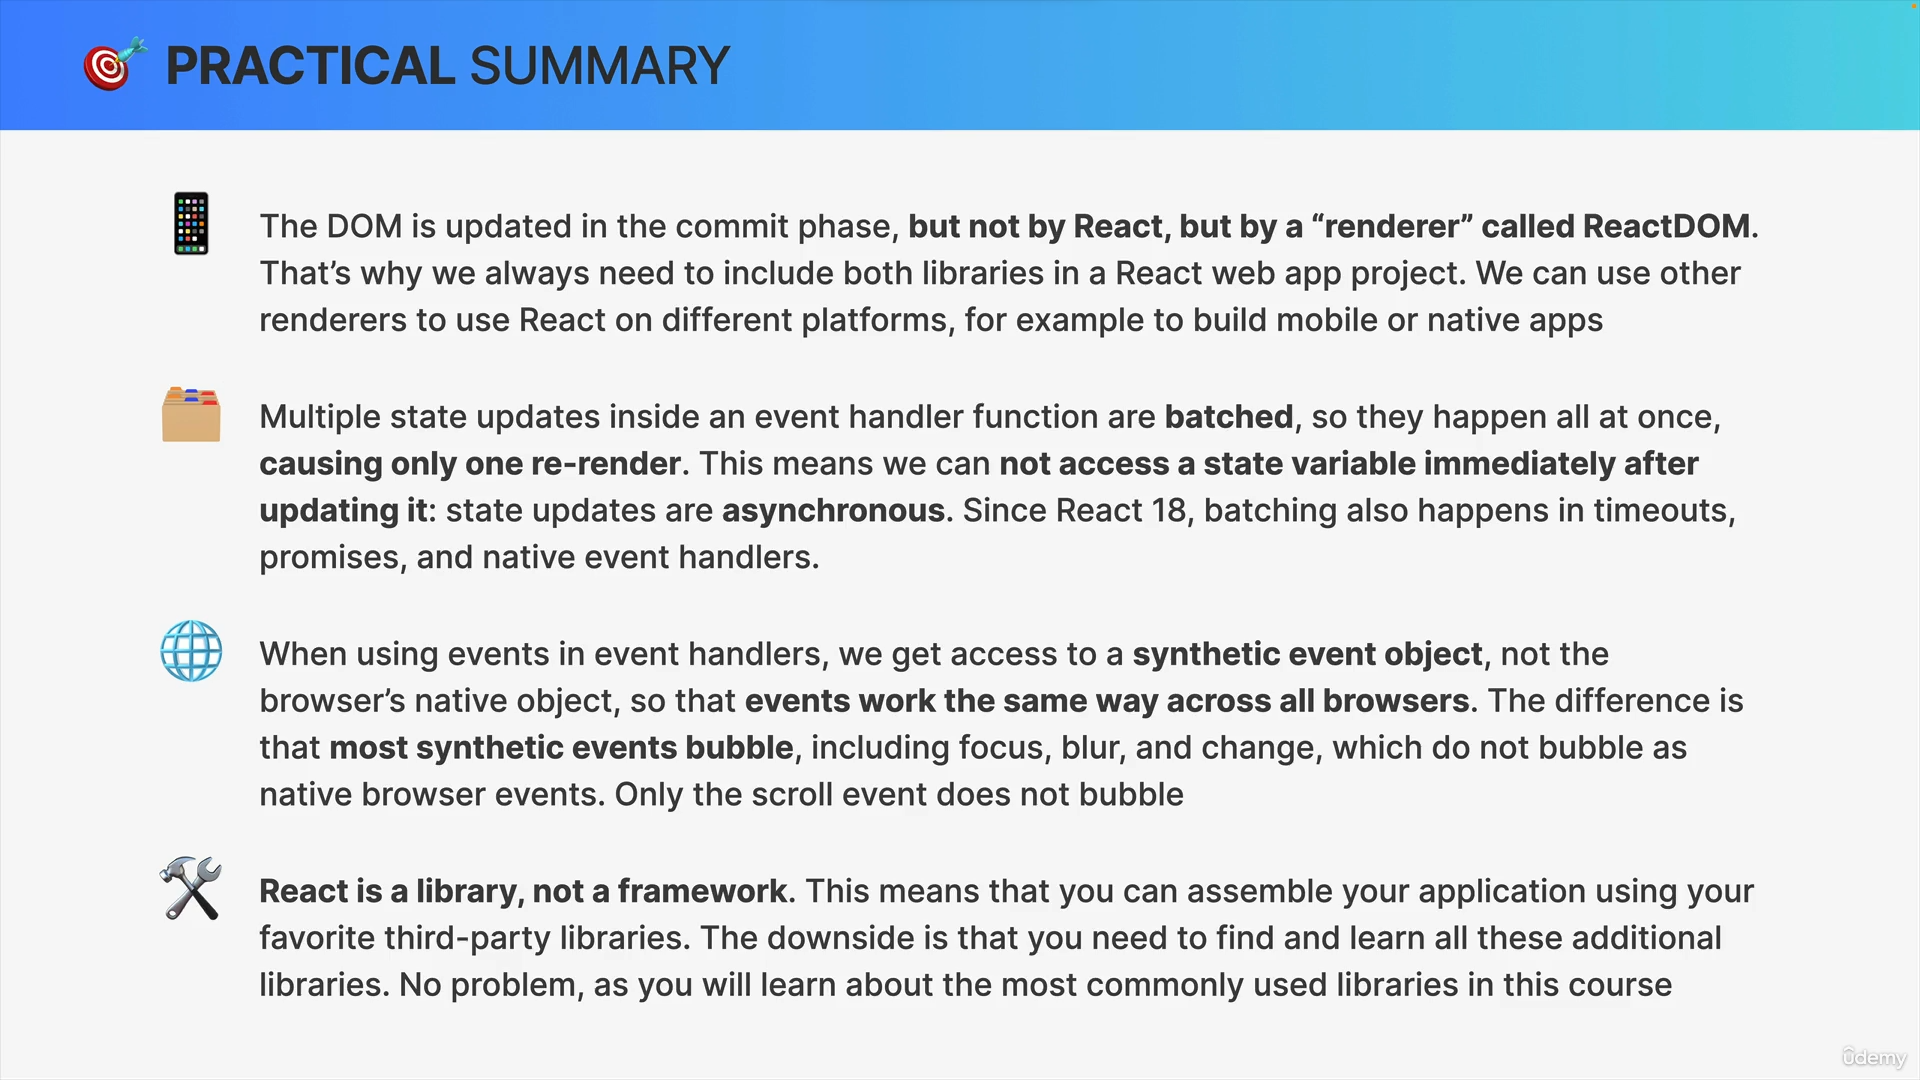 PRACTICAL SUMMARY
The DOM is updated in the commit phase, but not by React, but by a “renderer” called ReactDOM.
That’s why we always need to include both libraries in a React web app project. We can use other
renderers to use React on different platforms, for example to build mobile or native apps
Multiple state updates inside an event handler function are batched, so they happen all at once,
causing only one re-render. This means we can not access a state variable immediately after
updating it: state updates are asynchronous. Since React 18, batching also happens in timeouts,
promises, and native event handlers.
When using events in event handlers, we get access to a synthetic event object, not the
browser’s native object, so that events work the same way across all browsers. The difference is
that most synthetic events bubble, including focus, blur, and change, which do not bubble as
native browser events. Only the scroll event does not bubble
React is a library, not a framework. This means that you can assemble your application using your
favorite third-party libraries. The downside is that you need to find and learn all these additional
libraries. No problem, as you will learn about the most commonly used libraries in this course
udemy